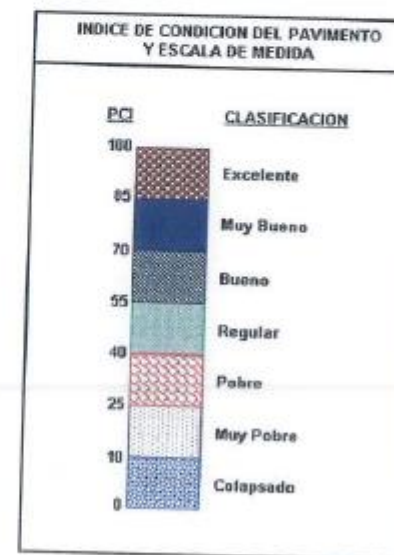 INDICE DE CONDICION DEL PAVIMENTO
Y ESCALA DE MEDIDA
PCI CLASIFICACION
100
Excelente
85
Muy Bueno
70
Bueno
55
Regular
40
Pobre
25
Muy Pobre
10
Colapsado
0